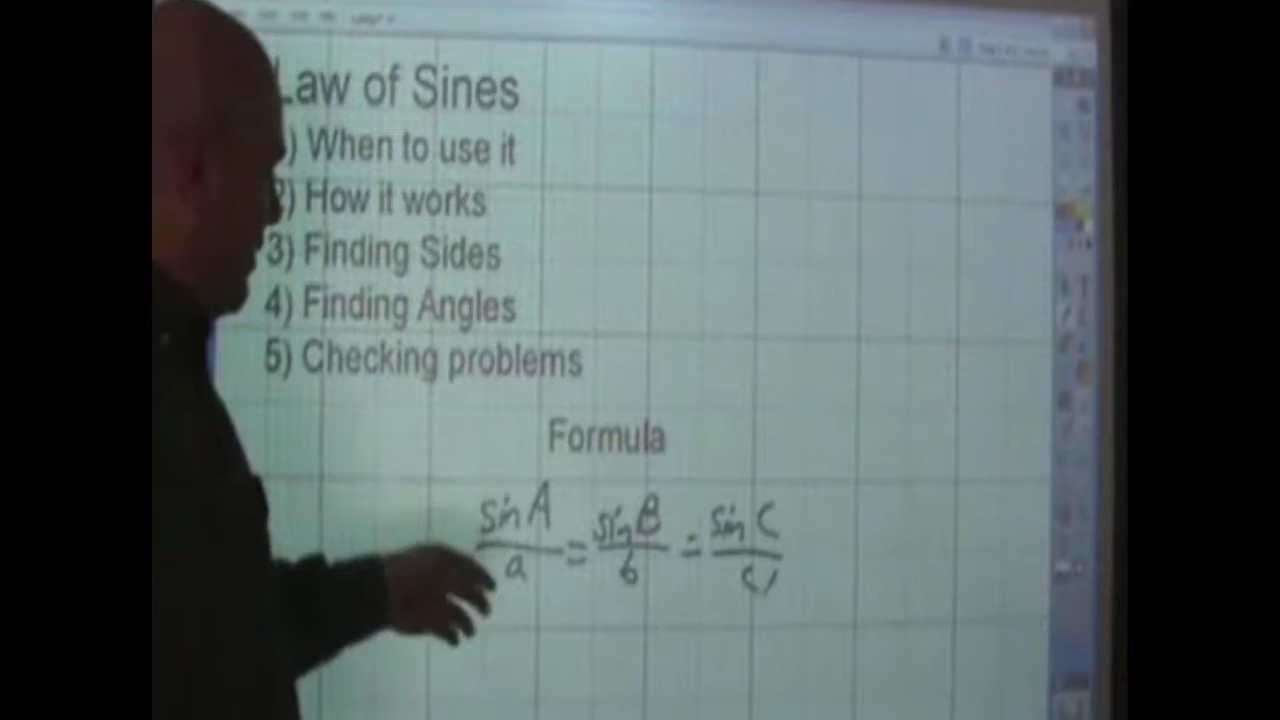 Law of Sines
) When to use it
2) How it works
3) Finding Sides
4) Finding Angles
5) Checking problems
Formula
sin A = sin B = sin C
a b c